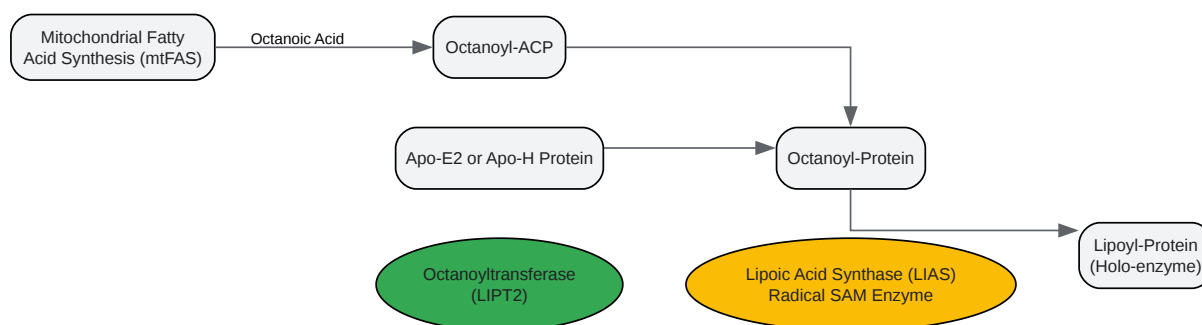 Mitochondrial Fatty
Acid Synthesis (mtFAS)
Octanoic Acid
Octanoyl-ACP
Apo-E2 or Apo-H Protein
Octanoyl-Protein
Lipoyl-Protein
(Holo-enzyme)
Octanoyltransferase
(LIPT2)
Lipoic Acid Synthase (LIAS)
Radical SAM Enzyme